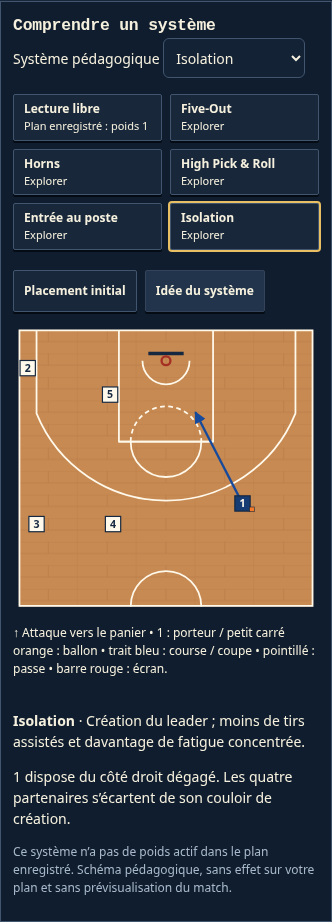 Comprendre un système
Système pédagogique Isolation
Lecture libre
Plan enregistré : poids 1
Five-Out
Explorer
Horns
Explorer
High Pick & Roll
Explorer
Entrée au poste
Explorer
Isolation
Explorer
Placement initial
Idée du système
2
5
1
3
4
↑ Attaque vers le panier • 1 : porteur / petit carré
orange : ballon • trait bleu : course / coupe • pointillé :
passe • barre rouge : écran.
Isolation · Création du leader ; moins de tirs
assistés et davantage de fatigue concentrée.
1 dispose du côté droit dégagé. Les quatre
partenaires s’écartent de son couloir de
création.
Ce système n’a pas de poids actif dans le plan
enregistré. Schéma pédagogique, sans effet sur votre
plan et sans prévisualisation du match.